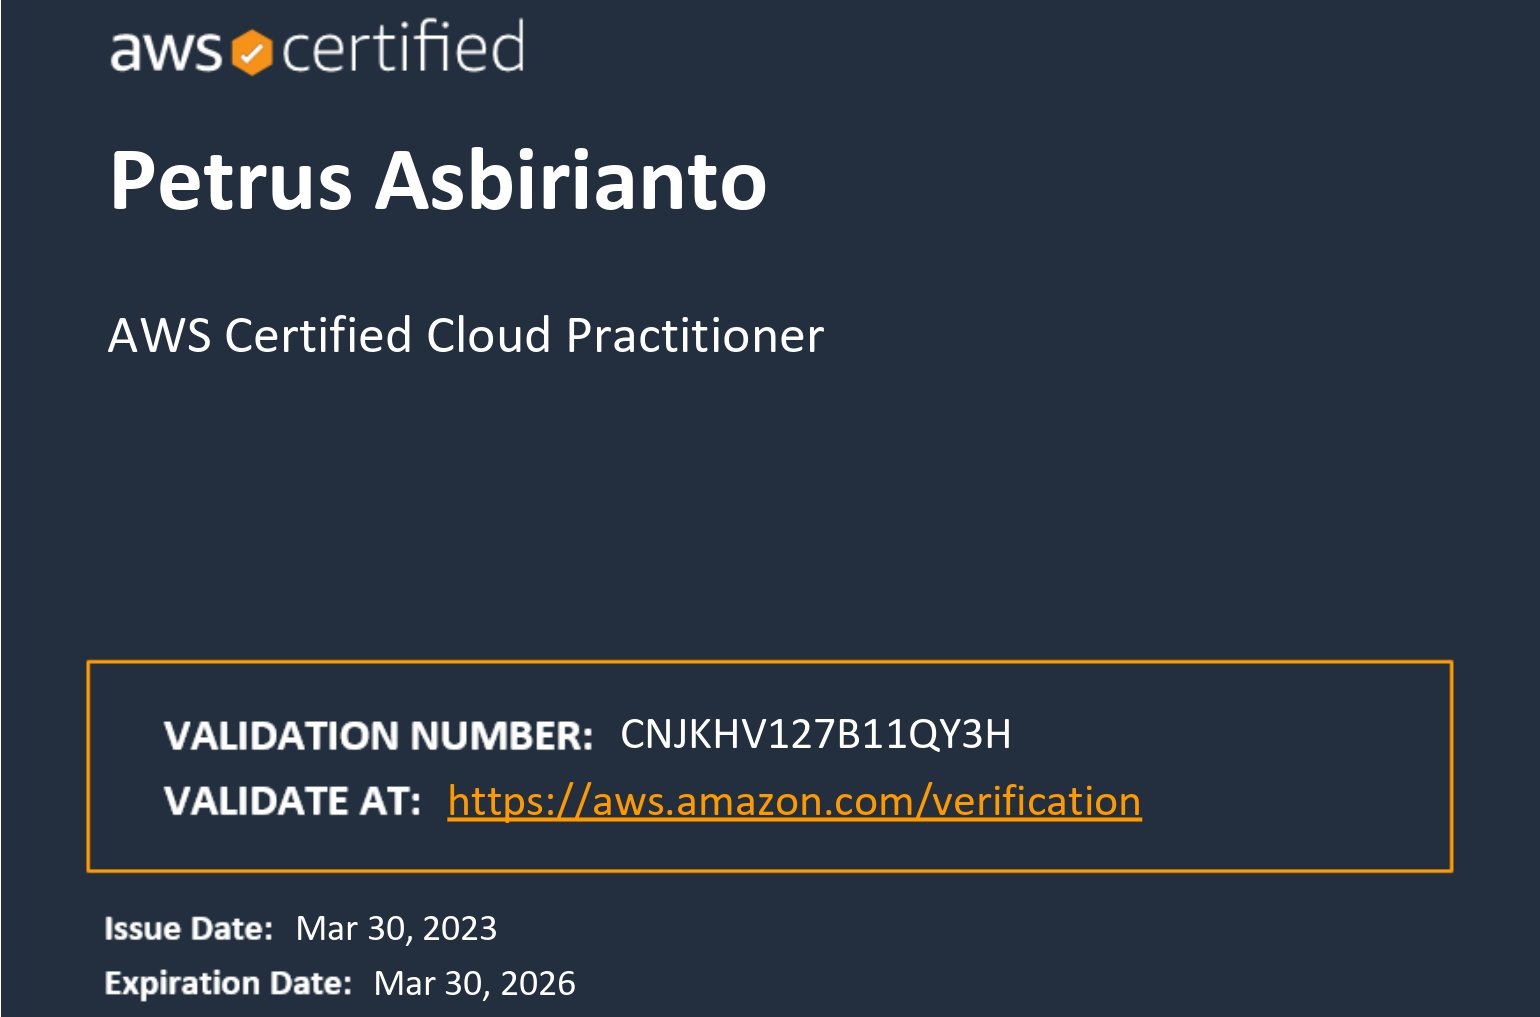 aws certified
Petrus Asbirianto
AWS Certified Cloud Practitioner
VALIDATION NUMBER: CNJKHV127B11QY3H
VALIDATE AT: https://aws.amazon.com/verification
Issue Date: Mar 30, 2023
Expiration Date: Mar 30, 2026